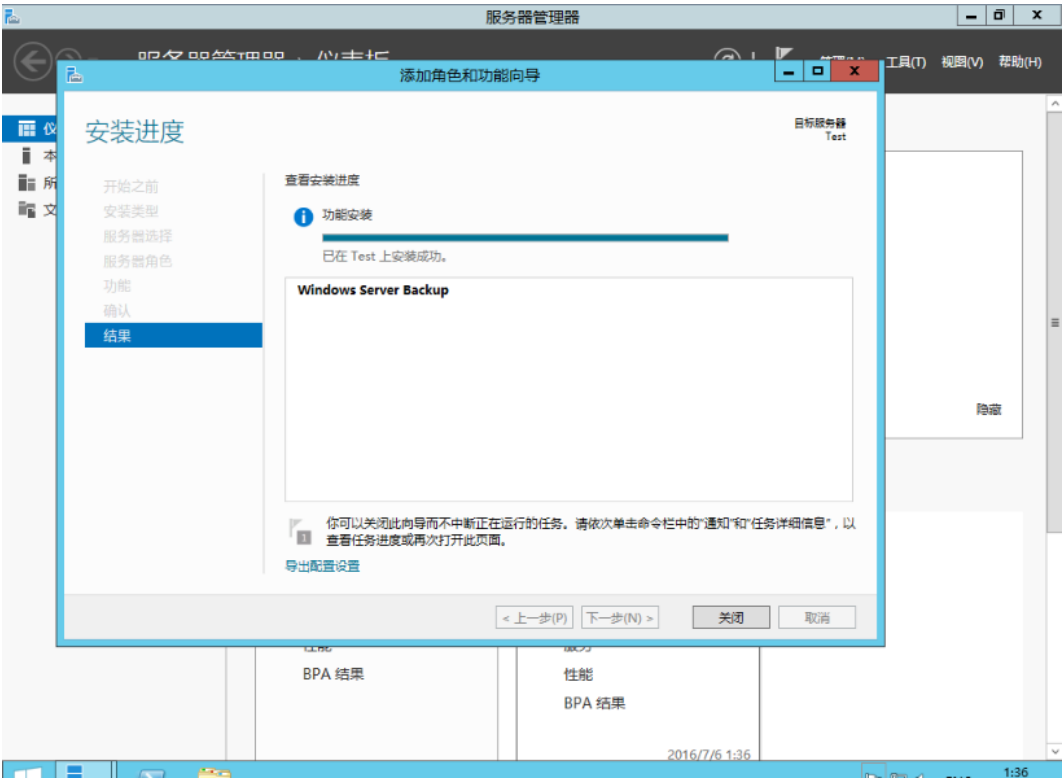 服务器管理器
工具(T) 视图(V) 帮助(H)
添加角色和功能向导
安装进度
目标服务器
Test
开始之前
安装类型
服务器选择
服务器角色
功能
确认
结果
查看安装进度
功能安装
已在 Test 上安装成功。
Windows Server Backup
隐藏
你可以关闭此向导而不中断正在运行的任务。请依次单击命令栏中的"通知"和"任务详细信息"，以
查看任务进度或再次打开此页面。
1
导出配置设置
< 上一步(P) 下一步(N) > 关闭 取消
BPA 结果
性能
BPA 结果
2016/7/6 1:36
1:36